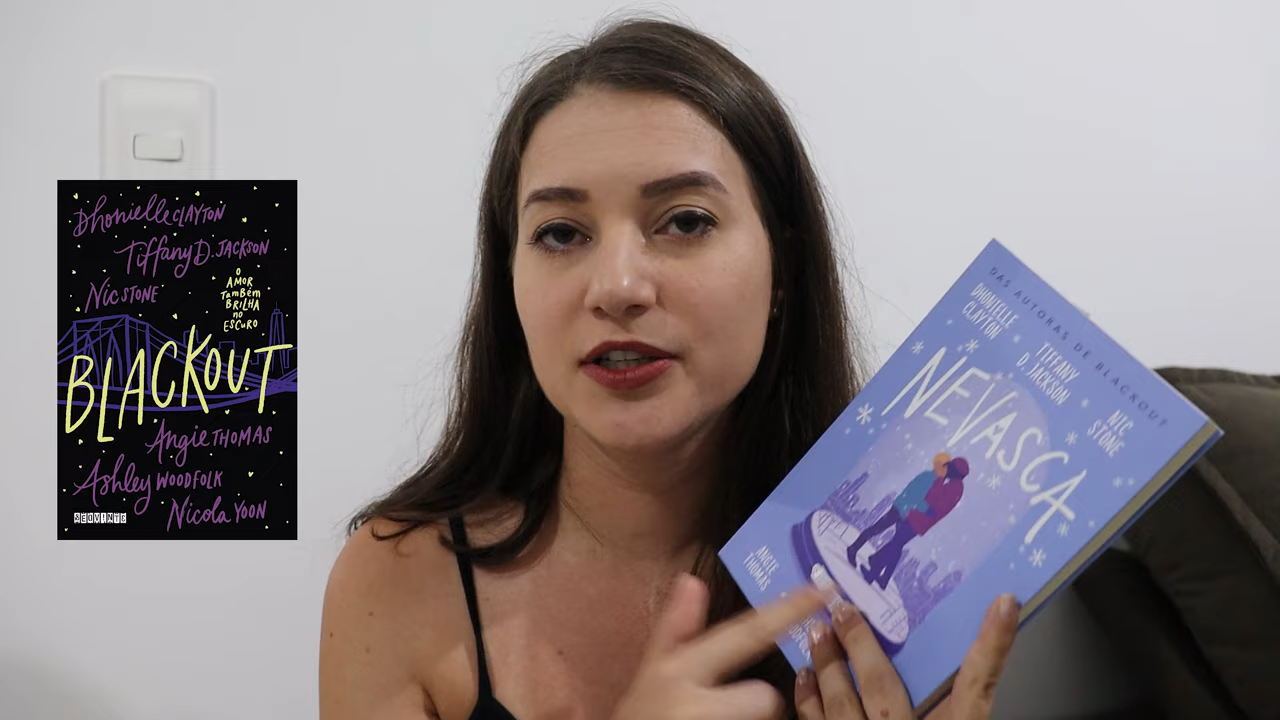 Dhonielle CLAYTON
Tiffany D. JACKSON
Nic STONE
O
AMOR
Também
BRILHA
no
ESCURO
BLACKOUT
Angie THOMAS
Ashley WOODFOLK
Nicola YOON
SEGUINTE
DAS AUTORAS DE BLACKOUT
DHONIELLE
CLAYTON
TIFFANY
D. JACKSON
NIC
STONE
NEVASCA
ANGIE
THOMAS